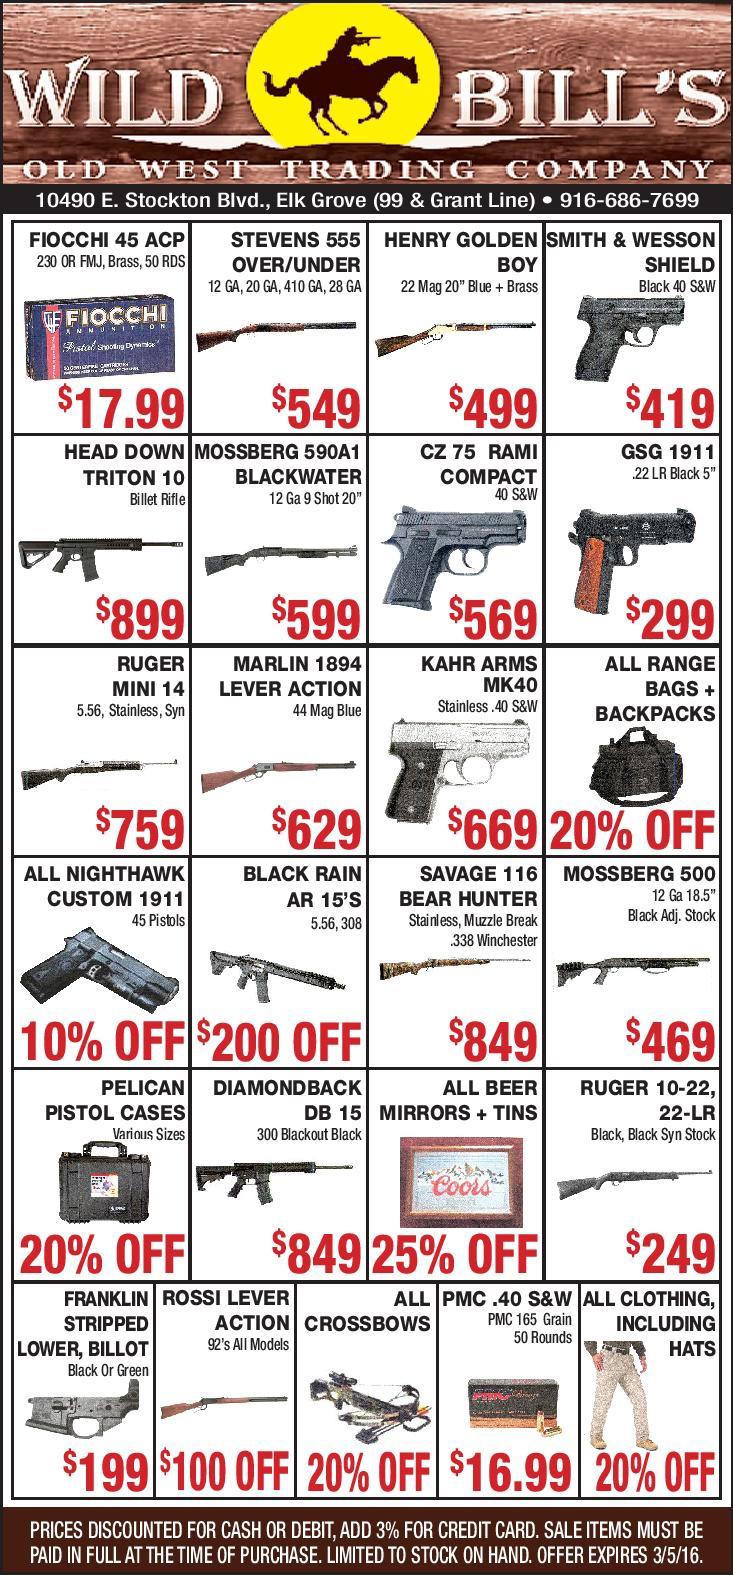 WILD BILL'S
OLD WEST TRADING COMPANY
10490 E. Stockton Blvd., Elk Grove (99 & Grant Line) • 916-686-7699
FIOCCHI 45 ACP
230 OR FMJ, Brass, 50 RDS
FIOCCHI
AMMUNITION
Pistol Shooting Dynamics
$17.99
STEVENS 555
OVER/UNDER
12 GA, 20 GA, 410 GA, 28 GA
$549
HENRY GOLDEN
BOY
22 Mag 20" Blue + Brass
$499
SMITH & WESSON
SHIELD
Black 40 S&W
$419
HEAD DOWN
TRITON 10
Billet Rifle
$899
MOSSBERG 590A1
BLACKWATER
12 Ga 9 Shot 20"
$599
CZ 75 RAMI
COMPACT
40 S&W
$569
GSG 1911
.22 LR Black 5"
$299
RUGER
MINI 14
5.56, Stainless, Syn
$759
MARLIN 1894
LEVER ACTION
44 Mag Blue
$629
KAHR ARMS
MK40
Stainless .40 S&W
$669
ALL RANGE
BAGS +
BACKPACKS
20% OFF
ALL NIGHTHAWK
CUSTOM 1911
45 Pistols
10% OFF
BLACK RAIN
AR 15'S
5.56, 308
$200 OFF
SAVAGE 116
BEAR HUNTER
Stainless, Muzzle Break
.338 Winchester
$849
MOSSBERG 500
12 Ga 18.5"
Black Adj. Stock
$469
PELICAN
PISTOL CASES
Various Sizes
20% OFF
DIAMONDBACK
DB 15
300 Blackout Black
$849
ALL BEER
MIRRORS + TINS
Coors
25% OFF
RUGER 10-22,
22-LR
Black, Black Syn Stock
$249
FRANKLIN
STRIPPED
LOWER, BILLOT
Black Or Green
$199
ROSSI LEVER
ACTION
92's All Models
$100 OFF
ALL
CROSSBOWS
20% OFF
PMC .40 S&W
PMC 165 Grain
50 Rounds
PMC
$16.99
ALL CLOTHING,
INCLUDING
HATS
20% OFF
PRICES DISCOUNTED FOR CASH OR DEBIT, ADD 3% FOR CREDIT CARD. SALE ITEMS MUST BE
PAID IN FULL AT THE TIME OF PURCHASE. LIMITED TO STOCK ON HAND. OFFER EXPIRES 3/5/16.